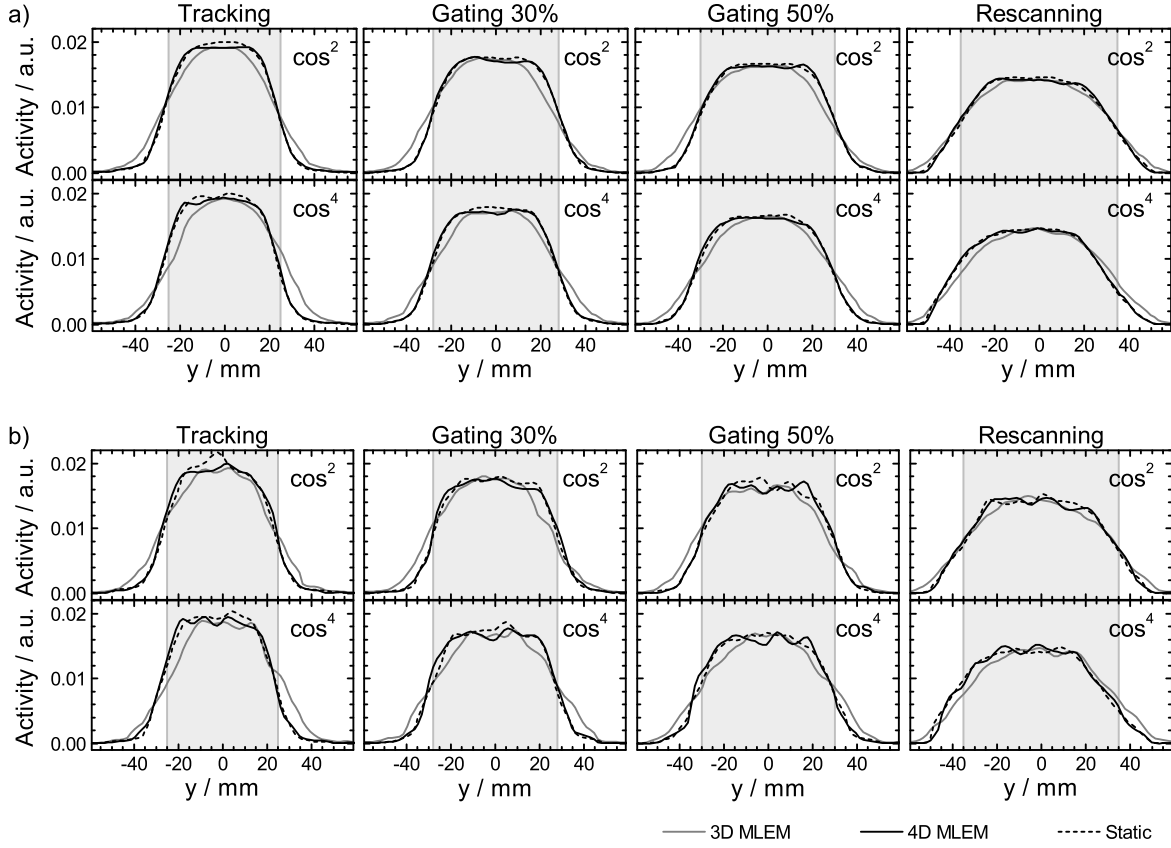 a) Tracking Gating 30% Gating 50% Rescanning
cos² cos² cos² cos²
0.02
0.01
0.00
Activity / a.u.
cos⁴ cos⁴ cos⁴ cos⁴
0.02
0.01
0.00
Activity / a.u.
-40 -20 0 20 40 -40 -20 0 20 40 -40 -20 0 20 40 -40 -20 0 20 40
y / mm y / mm y / mm y / mm
b) Tracking Gating 30% Gating 50% Rescanning
cos² cos² cos² cos²
0.02
0.01
0.00
Activity / a.u.
cos⁴ cos⁴ cos⁴ cos⁴
0.02
0.01
0.00
Activity / a.u.
-40 -20 0 20 40 -40 -20 0 20 40 -40 -20 0 20 40 -40 -20 0 20 40
y / mm y / mm y / mm y / mm
3D MLEM 4D MLEM Static